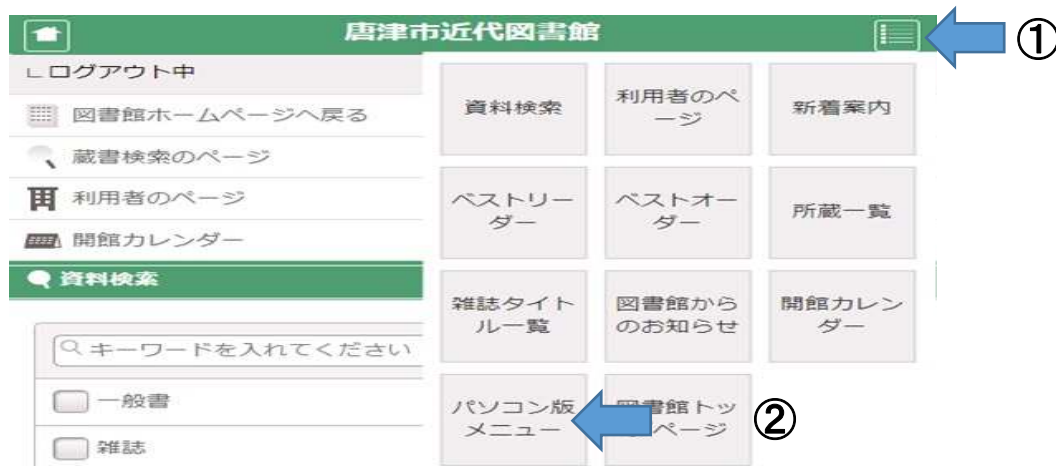 唐津市近代図書館
①
∟ログアウト中
図書館ホームページへ戻る
蔵書検索のページ
利用者のページ
開館カレンダー
資料検索
キーワードを入れてください
一般書
雑誌
資料検索
利用者のペ
ージ
新着案内
ベストリー
ダー
ベストオー
ダー
所蔵一覧
雑誌タイト
ル一覧
図書館から
のお知らせ
開館カレン
ダー
パソコン版
メニュー
図書館トッ
ページ
②